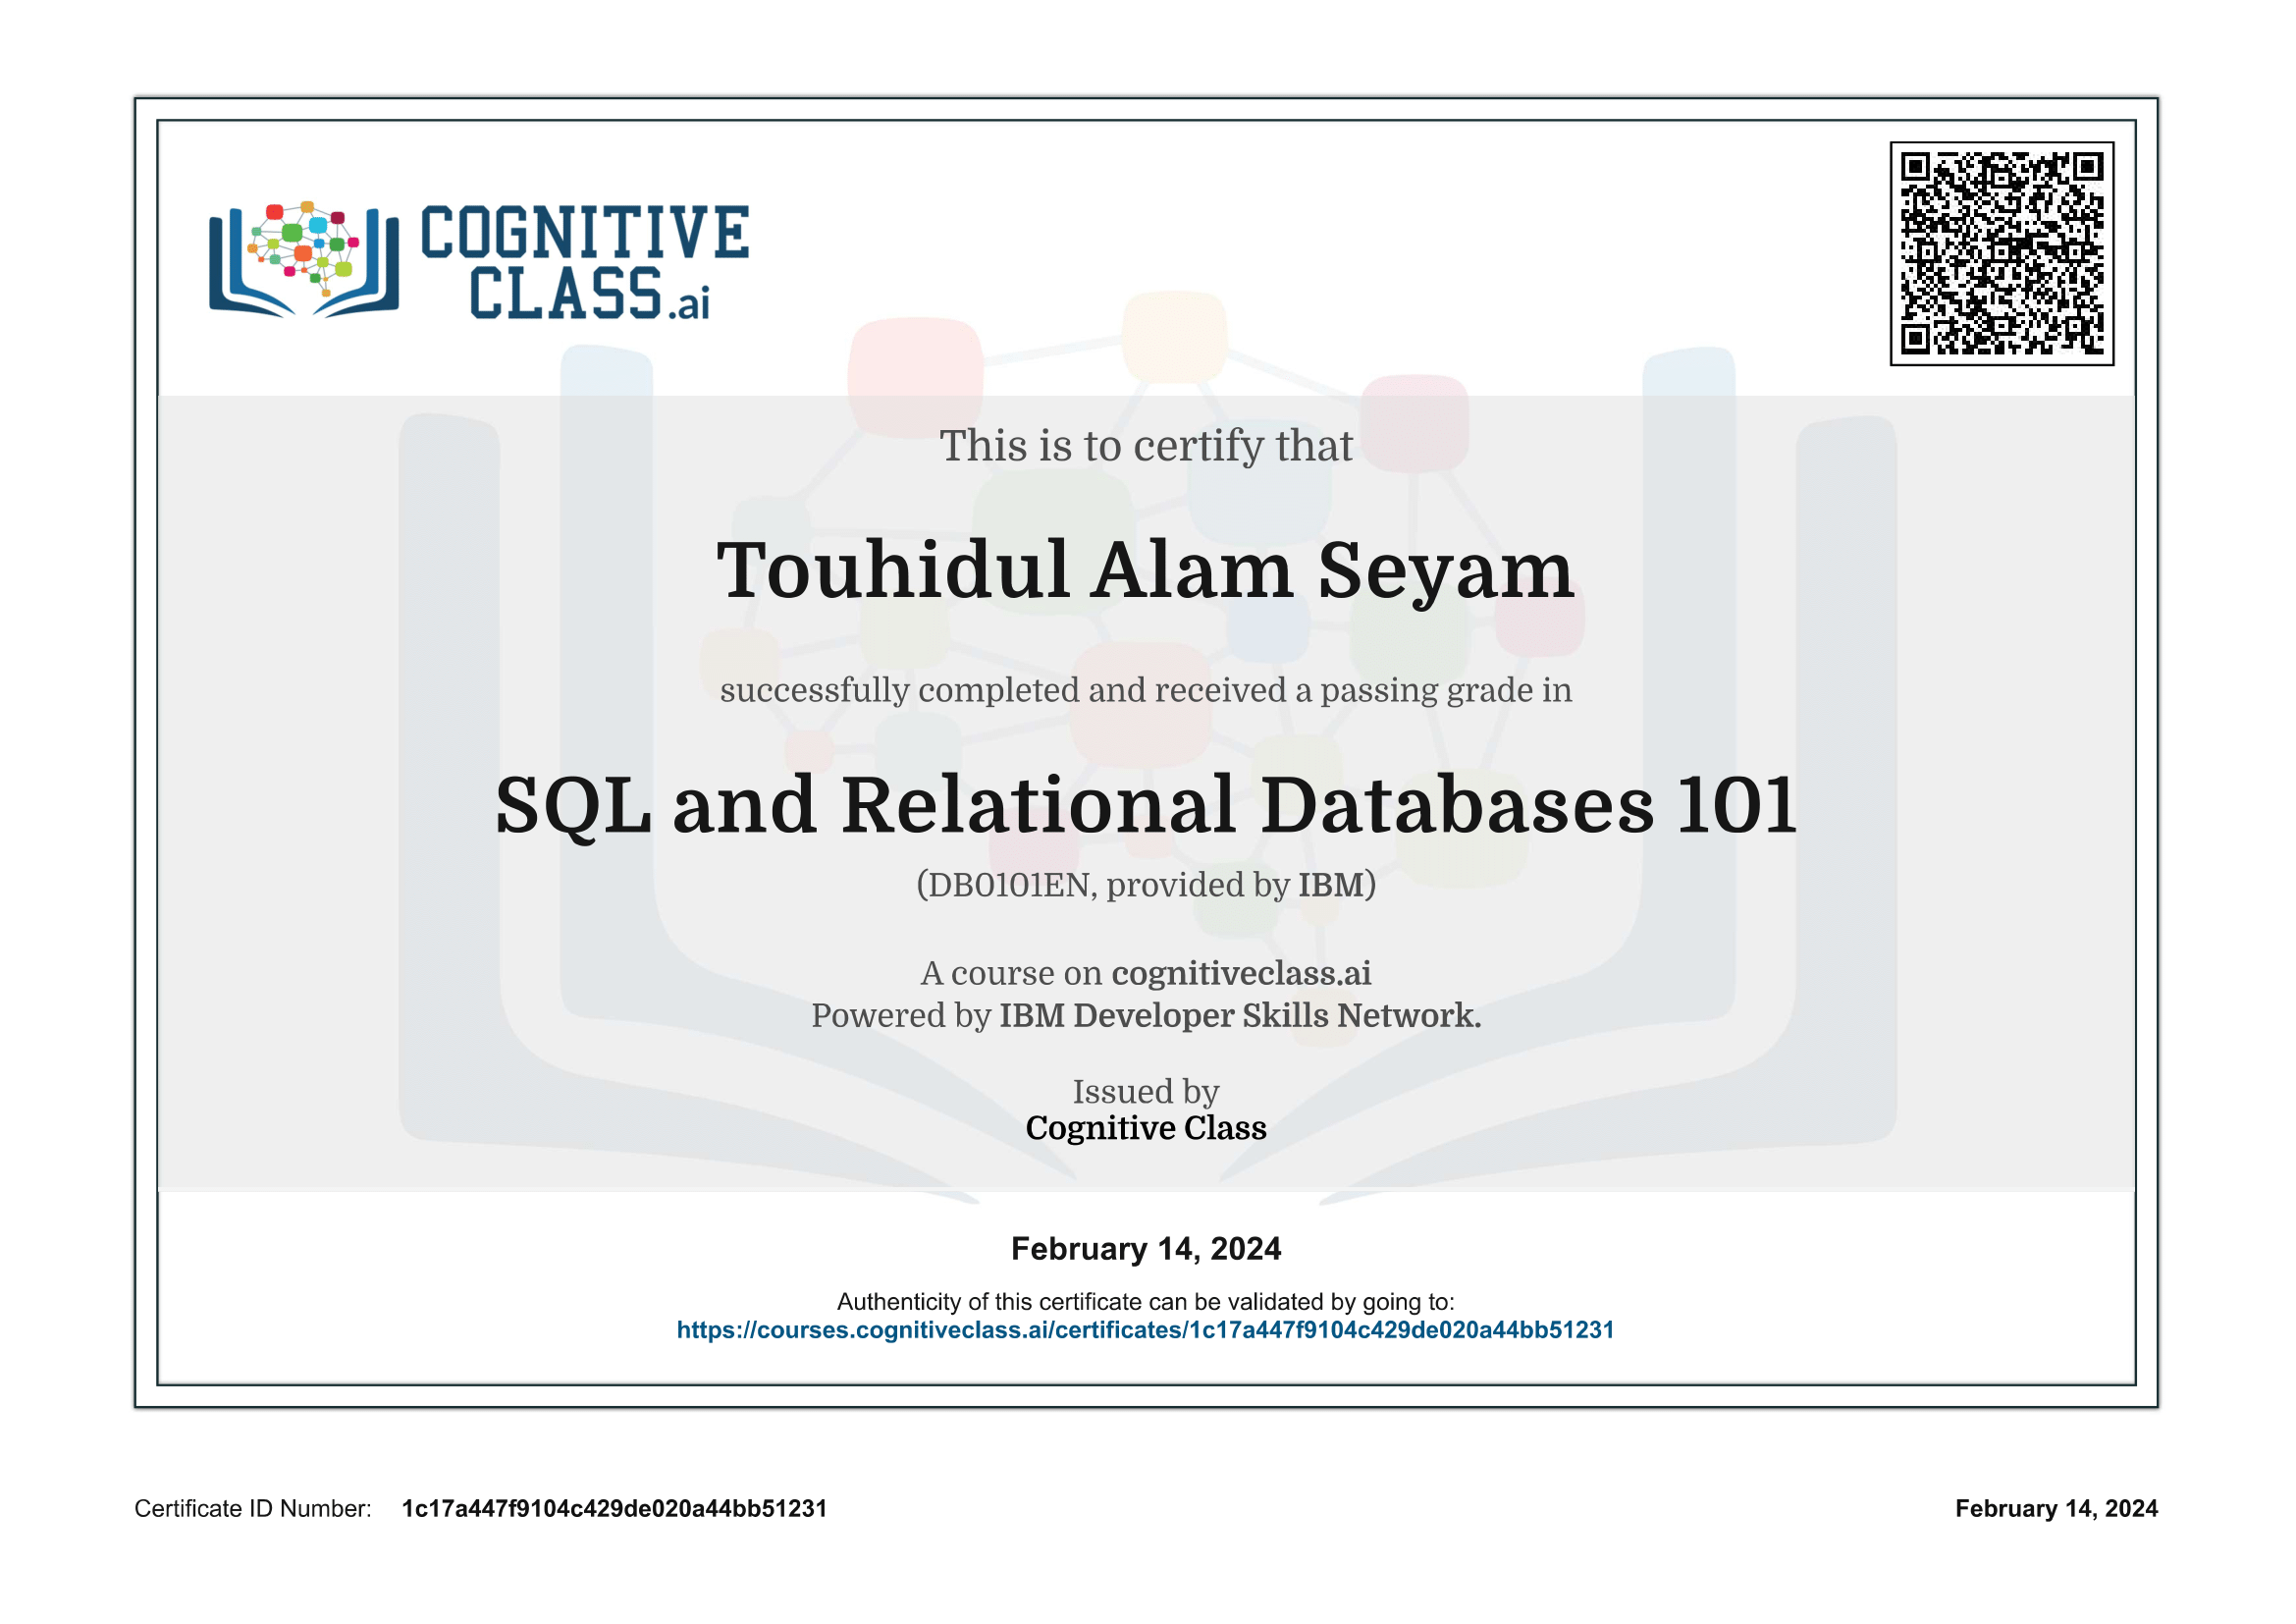 COGNITIVE
CLASS.ai
This is to certify that
Touhidul Alam Seyam
successfully completed and received a passing grade in
SQL and Relational Databases 101
(DB0101EN, provided by IBM)
A course on cognitiveclass.ai
Powered by IBM Developer Skills Network.
Issued by
Cognitive Class
February 14, 2024
Authenticity of this certificate can be validated by going to:
https://courses.cognitiveclass.ai/certificates/1c17a447f9104c429de020a44bb51231
Certificate ID Number: 1c17a447f9104c429de020a44bb51231
February 14, 2024